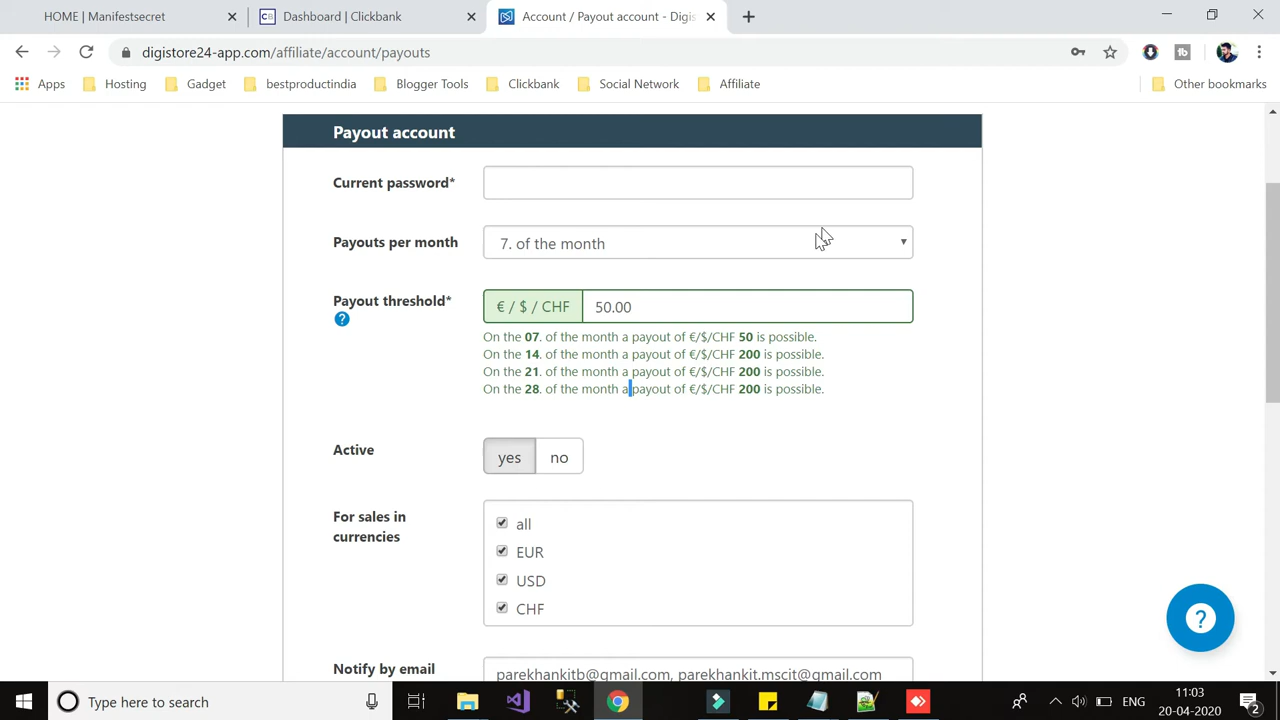 HOME | Manifestsecret
Dashboard | Clickbank
Account / Payout account - Digis
digistore24-app.com/affiliate/account/payouts
Apps
Hosting
Gadget
bestproductindia
Blogger Tools
Clickbank
Social Network
Affiliate
Other bookmarks
Payout account
Current password*
Payouts per month
7. of the month
Payout threshold*
€ / $ / CHF
50.00
On the 07. of the month a payout of €/$/CHF 50 is possible.
On the 14. of the month a payout of €/$/CHF 200 is possible.
On the 21. of the month a payout of €/$/CHF 200 is possible.
On the 28. of the month a payout of €/$/CHF 200 is possible.
Active
yes
no
For sales in
currencies
all
EUR
USD
CHF
Notify by email
parekhankitb@gmail.com, parekhankit.mscit@gmail.com
Type here to search
ENG
11:03
20-04-2020
2